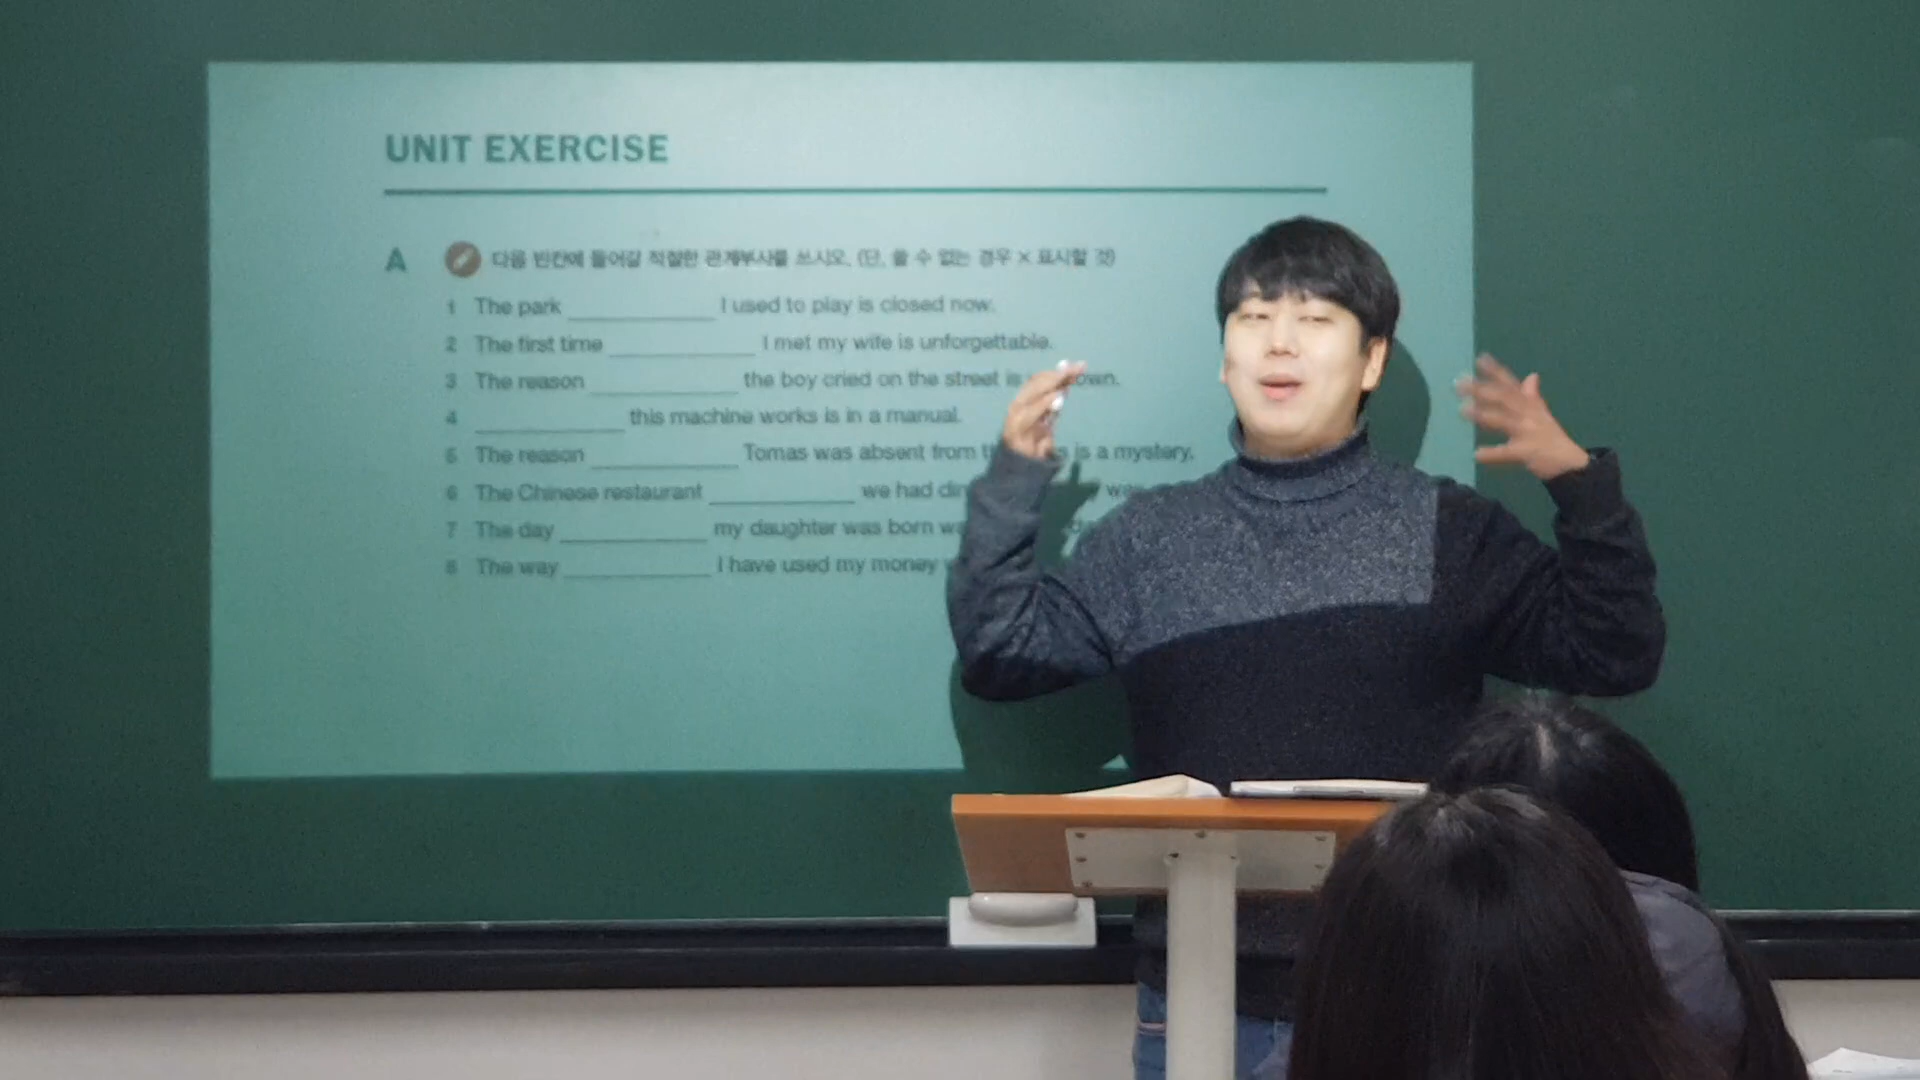 UNIT EXERCISE
A 다음 빈칸에 들어갈 적절한 관계부사를 쓰시오. (단, 쓸 수 없는 경우 × 표시할 것)
1 The park ____________ I used to play is closed now.
2 The first time ____________ I met my wife is unforgettable.
3 The reason ____________ the boy cried on the street is
4 ____________ this machine works is in a manual.
5 The reason ____________ Tomas was absent from is a mystery.
6 The Chinese restaurant ____________ we had
7 The day ____________ my daughter was born
8 The way ____________ I have used my money